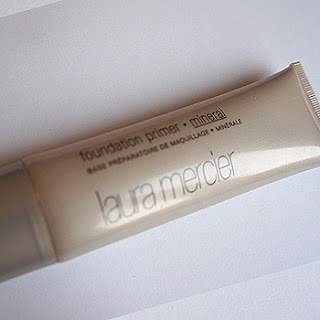 foundation primer • mineral
BASE PRÉPARATOIRE DE MAQUILLAGE • MINÉRALE
laura mercier